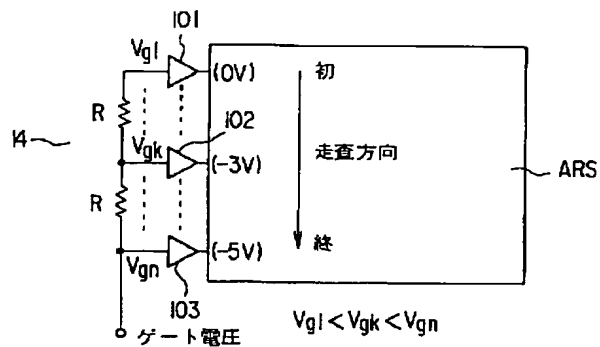 101
Vg1
(0V)
初
R
14
102
Vgk
(-3V)
走査方向
ARS
R
(-5V)
終
Vgn
103
Vg1<Vgk<Vgn
ゲート電圧